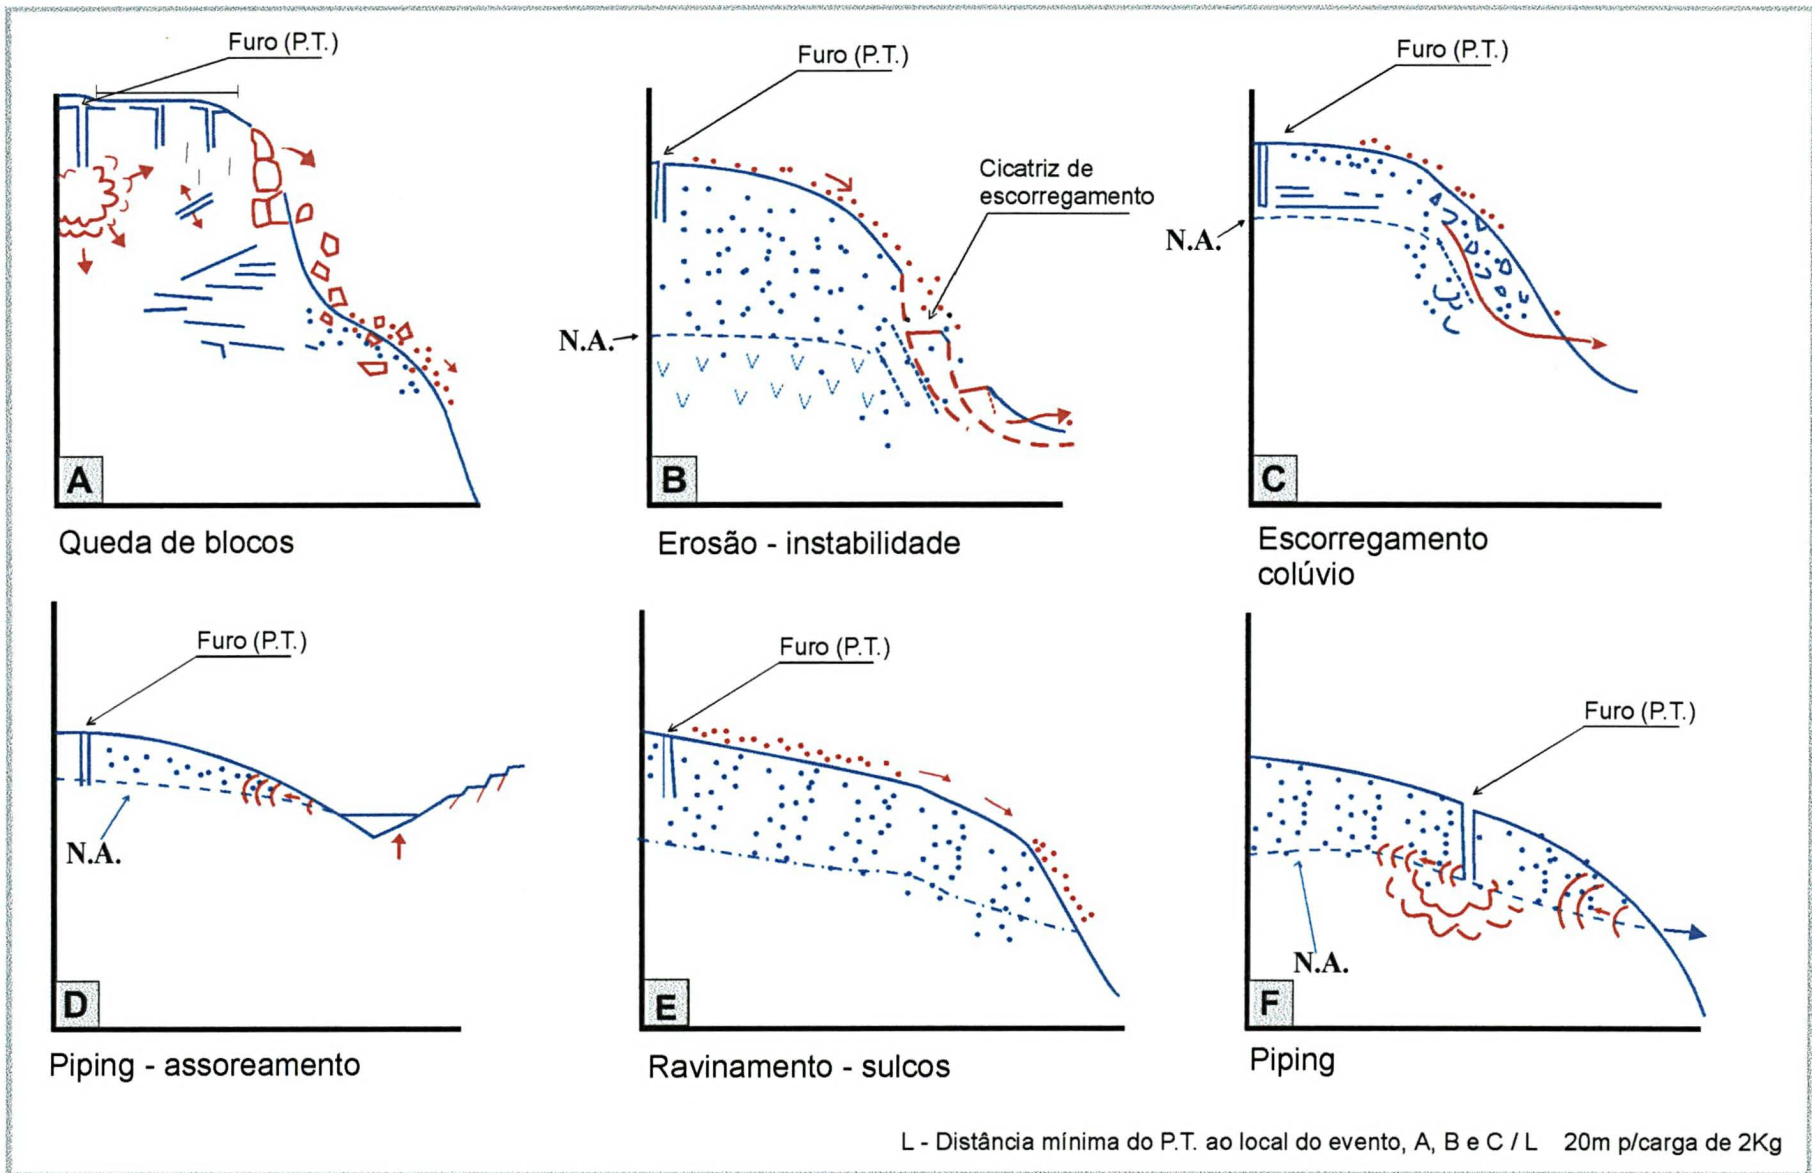 Furo (P.T.)
A
Queda de blocos
Furo (P.T.)
Cicatriz de
escorregamento
N.A.
B
Erosão - instabilidade
Furo (P.T.)
N.A.
C
Escorregamento
colúvio
Furo (P.T.)
N.A.
D
Piping - assoreamento
Furo (P.T.)
E
Ravinamento - sulcos
Furo (P.T.)
N.A.
F
Piping
L - Distância mínima do P.T. ao local do evento, A, B e C / L 20m p/carga de 2Kg